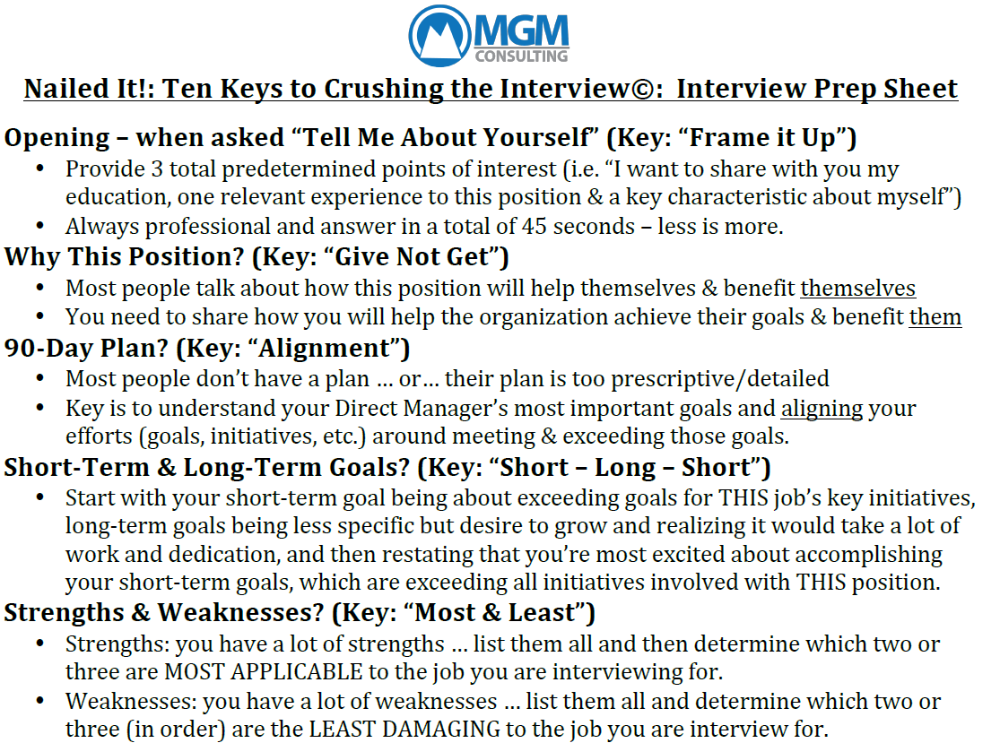 MGM
CONSULTING
Nailed It!: Ten Keys to Crushing the Interview©:  Interview Prep Sheet
Opening – when asked “Tell Me About Yourself” (Key: “Frame it Up”)
• Provide 3 total predetermined points of interest (i.e. “I want to share with you my
education, one relevant experience to this position & a key characteristic about myself”)
• Always professional and answer in a total of 45 seconds – less is more.
Why This Position? (Key: “Give Not Get”)
• Most people talk about how this position will help themselves & benefit themselves
• You need to share how you will help the organization achieve their goals & benefit them
90-Day Plan? (Key: “Alignment”)
• Most people don’t have a plan … or… their plan is too prescriptive/detailed
• Key is to understand your Direct Manager’s most important goals and aligning your
efforts (goals, initiatives, etc.) around meeting & exceeding those goals.
Short-Term & Long-Term Goals? (Key: “Short – Long – Short”)
• Start with your short-term goal being about exceeding goals for THIS job’s key initiatives,
long-term goals being less specific but desire to grow and realizing it would take a lot of
work and dedication, and then restating that you’re most excited about accomplishing
your short-term goals, which are exceeding all initiatives involved with THIS position.
Strengths & Weaknesses? (Key: “Most & Least”)
• Strengths: you have a lot of strengths … list them all and then determine which two or
three are MOST APPLICABLE to the job you are interviewing for.
• Weaknesses: you have a lot of weaknesses … list them all and determine which two or
three (in order) are the LEAST DAMAGING to the job you are interview for.